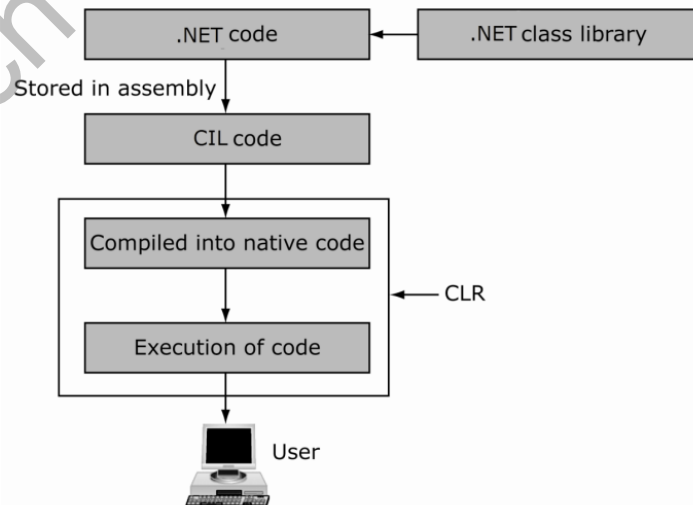 .NET code
.NET class library
Stored in assembly
CIL code
Compiled into native code
CLR
Execution of code
User